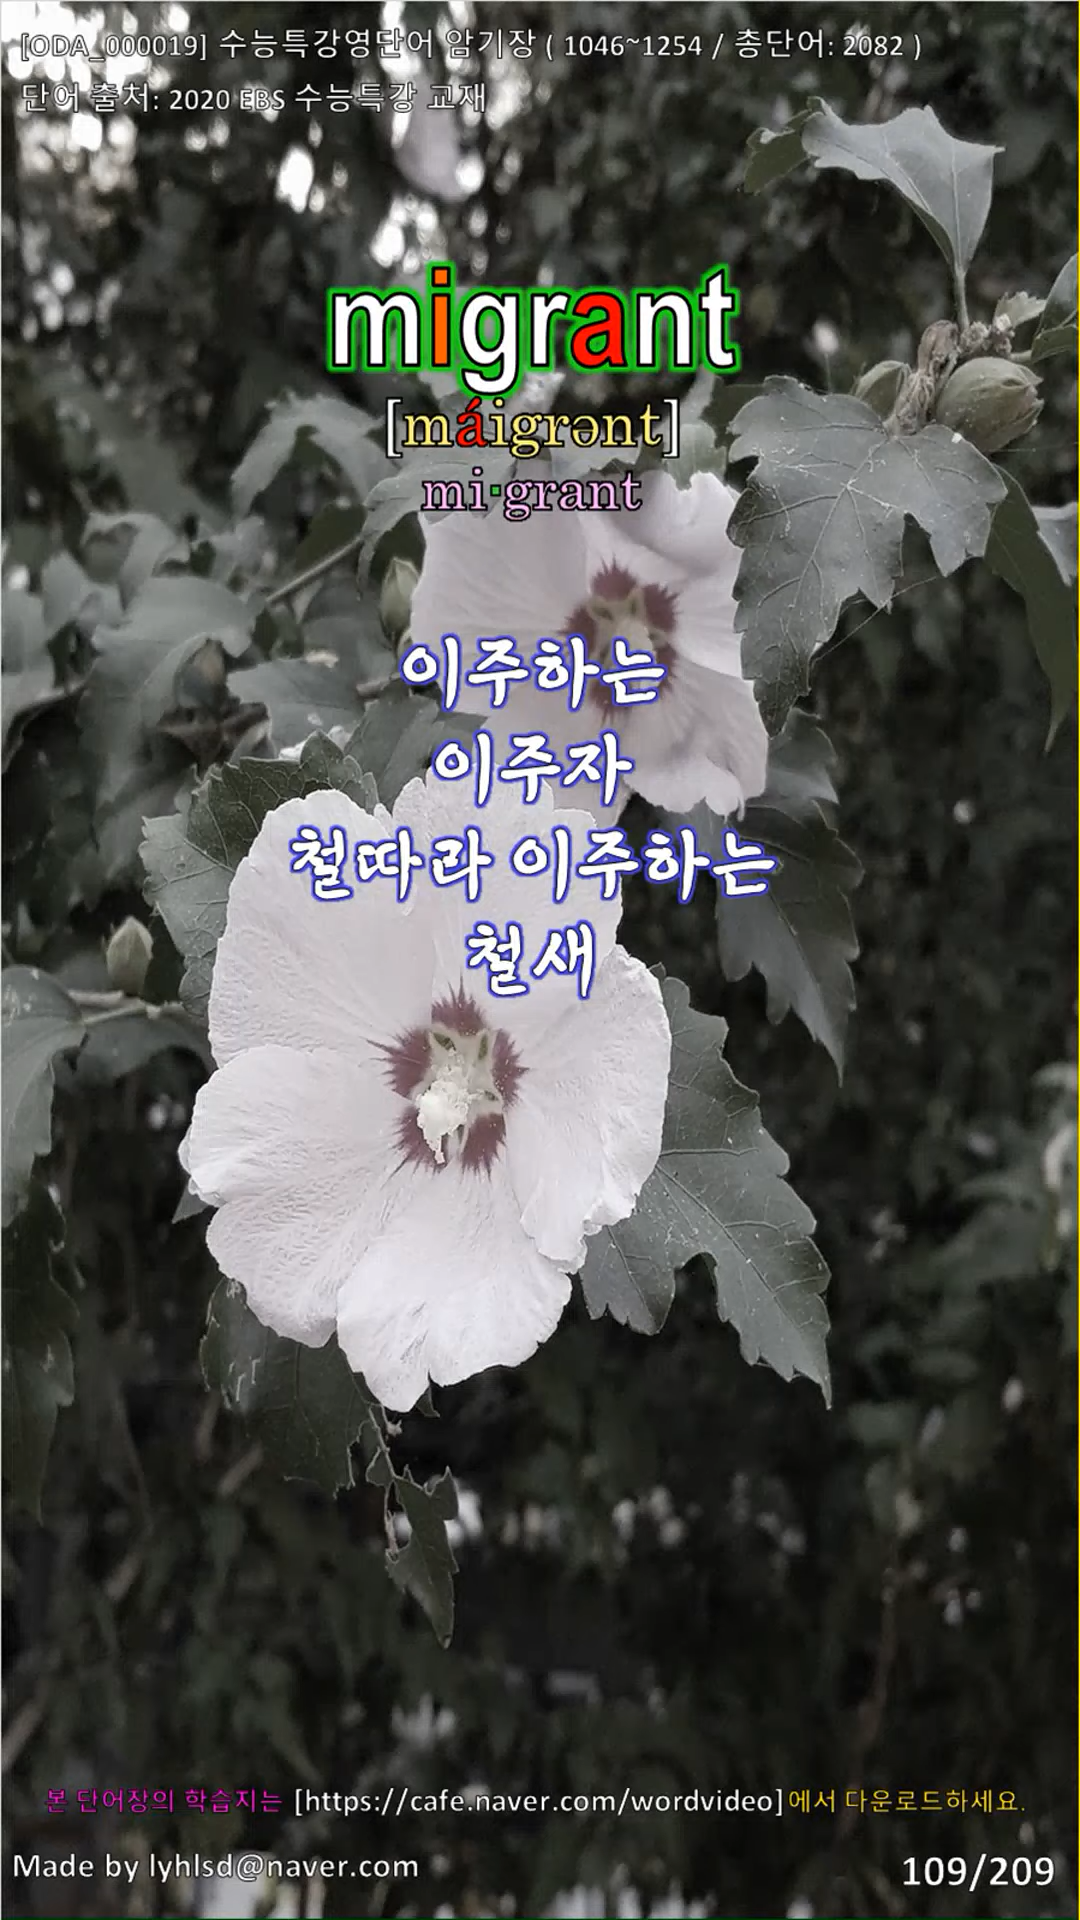 [ODA_000019] 수능특강영단어 암기장 ( 1046~1254 / 총단어: 2082 )
단어 출처: 2020 EBS 수능특강 교재
migrant
[máigrənt]
mi·grant
이주하는
이주자
철따라 이주하는
철새
본 단어장의 학습지는 [https://cafe.naver.com/wordvideo]에서 다운로드하세요.
Made by lyhlsd@naver.com
109/209